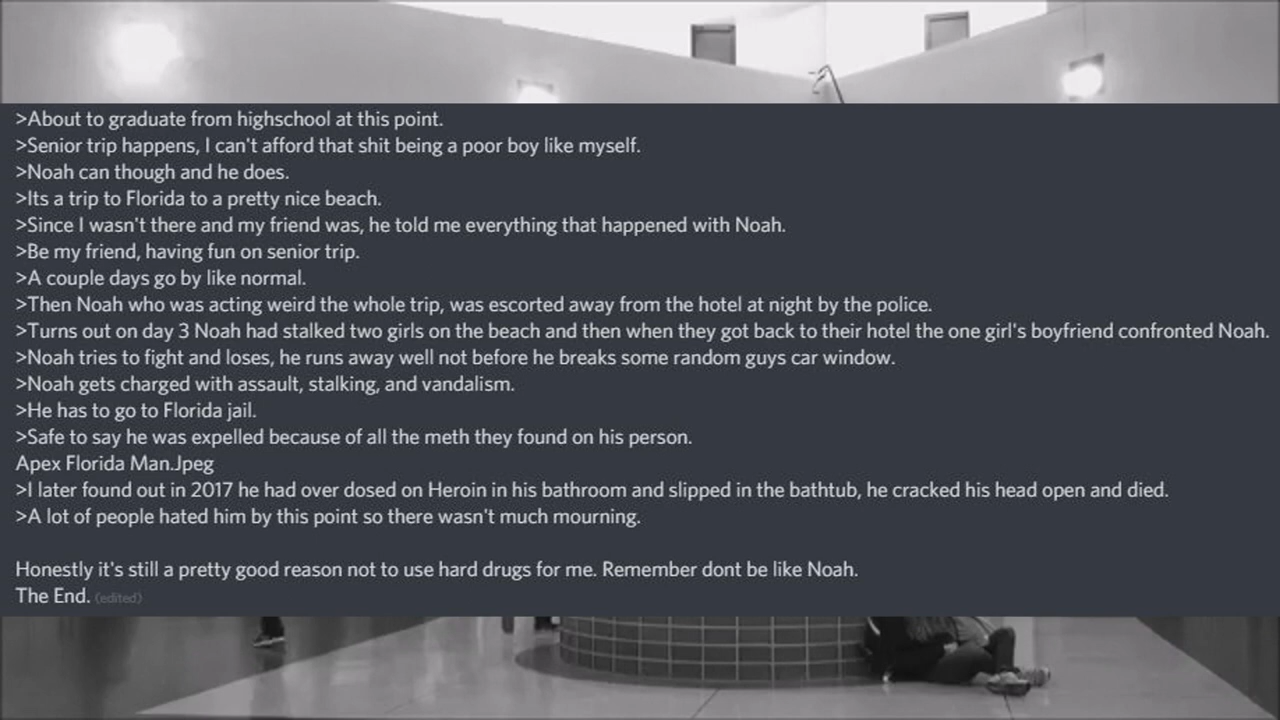 >About to graduate from highschool at this point.
>Senior trip happens, I can't afford that shit being a poor boy like myself.
>Noah can though and he does.
>Its a trip to Florida to a pretty nice beach.
>Since I wasn't there and my friend was, he told me everything that happened with Noah.
>Be my friend, having fun on senior trip.
>A couple days go by like normal.
>Then Noah who was acting weird the whole trip, was escorted away from the hotel at night by the police.
>Turns out on day 3 Noah had stalked two girls on the beach and then when they got back to their hotel the one girl's boyfriend confronted Noah.
>Noah tries to fight and loses, he runs away well not before he breaks some random guys car window.
>Noah gets charged with assault, stalking, and vandalism.
>He has to go to Florida jail.
>Safe to say he was expelled because of all the meth they found on his person.
Apex Florida Man.Jpeg
>I later found out in 2017 he had over dosed on Heroin in his bathroom and slipped in the bathtub, he cracked his head open and died.
>A lot of people hated him by this point so there wasn't much mourning.
Honestly it's still a pretty good reason not to use hard drugs for me. Remember dont be like Noah.
The End. (edited)